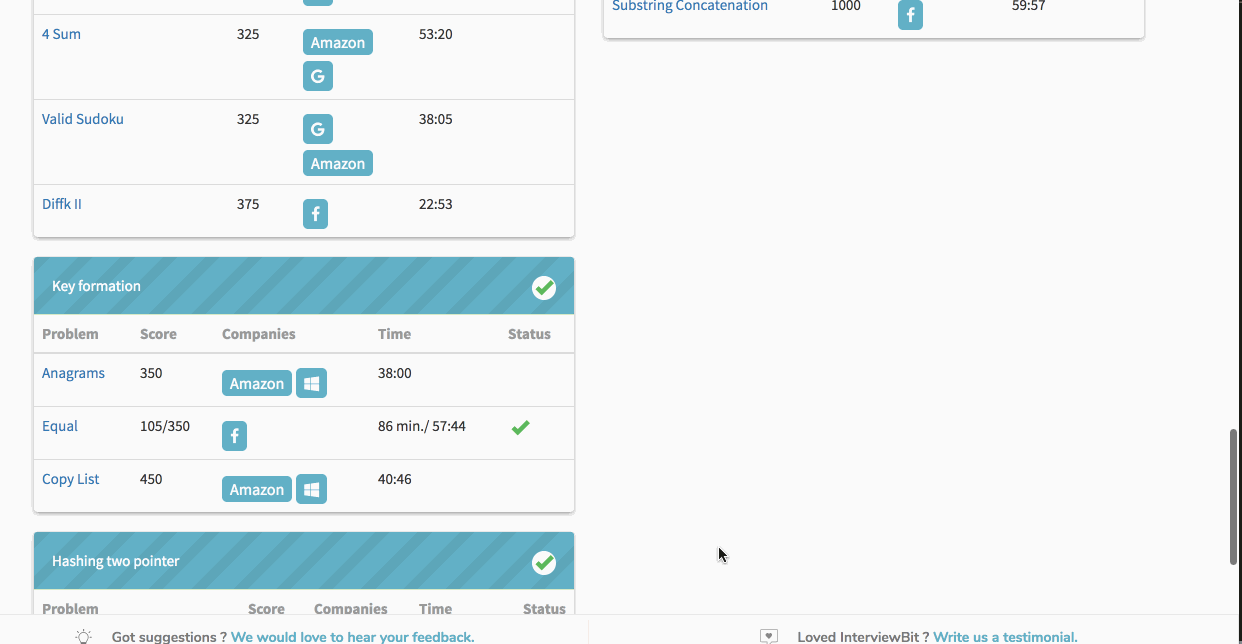 Substring Concatenation 1000 f 59:57
4 Sum 325 Amazon 53:20
G
Valid Sudoku 325 G 38:05
Amazon
Diffk II 375 f 22:53
Key formation
Problem Score Companies Time Status
Anagrams 350 Amazon 38:00
Equal 105/350 f 86 min./ 57:44
Copy List 450 Amazon 40:46
Hashing two pointer
Problem Score Companies Time Status
Got suggestions ? We would love to hear your feedback.
Loved InterviewBit ? Write us a testimonial.